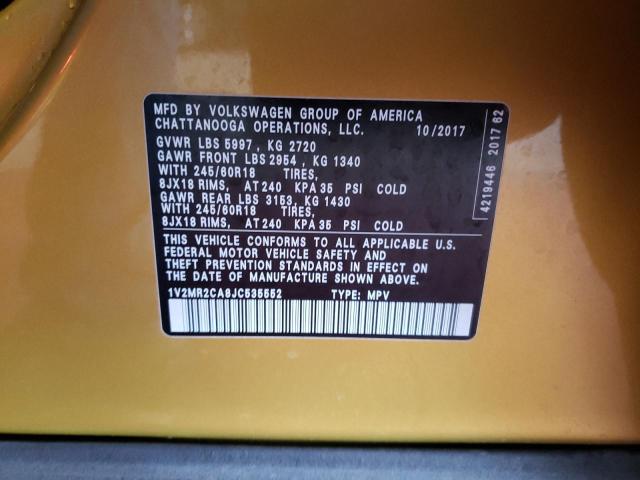 MFD BY VOLKSWAGEN GROUP OF AMERICA
CHATTANOOGA OPERATIONS, LLC. 10/2017
GVWR LBS 5997, KG 2720
GAWR FRONT LBS 2954, KG 1340
WITH 245/60R18 TIRES,
8JX18 RIMS, AT 240 KPA 35 PSI COLD
GAWR REAR LBS 3153, KG 1430
WITH 245/60R18 TIRES,
8JX18 RIMS, AT 240 KPA 35 PSI COLD
THIS VEHICLE CONFORMS TO ALL APPLICABLE U.S.
FEDERAL MOTOR VEHICLE SAFETY AND
THEFT PREVENTION STANDARDS IN EFFECT ON
THE DATE OF MANUFACTURE SHOWN ABOVE.
1V2MR2CA8JC535552 TYPE: MPV
4219446 2017 62